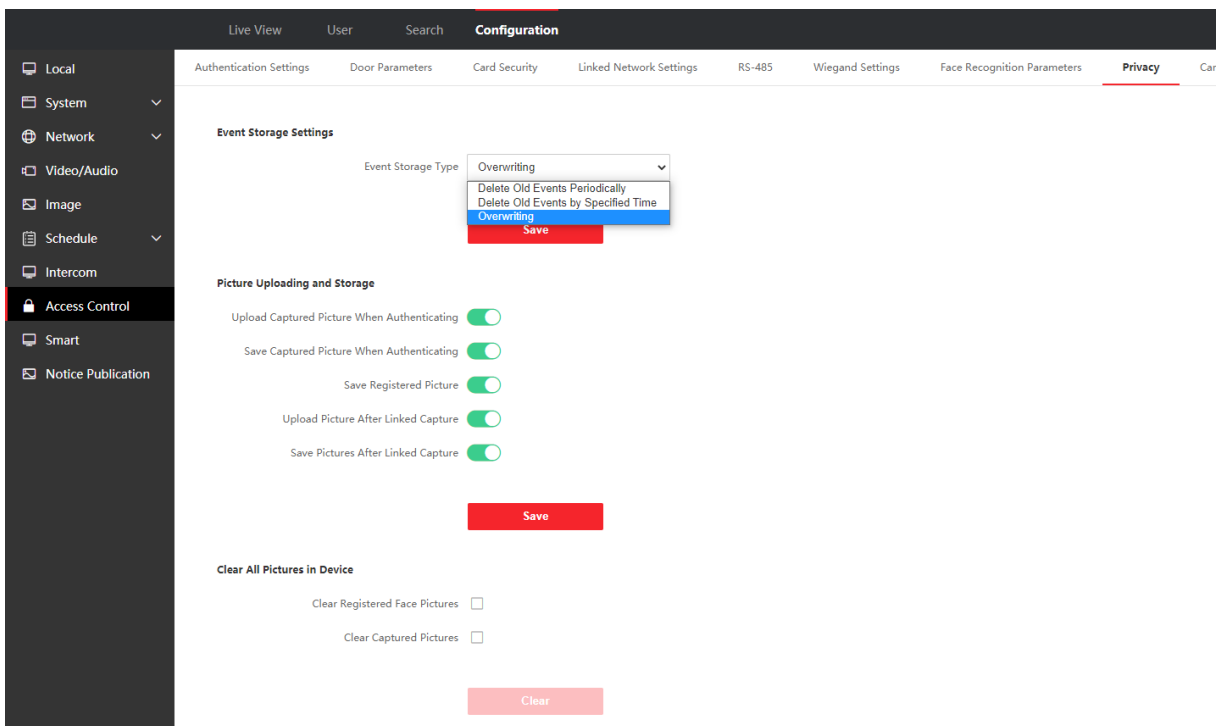 Live View User Search Configuration
Local
System
Network
Video/Audio
Image
Schedule
Intercom
Access Control
Smart
Notice Publication
Authentication Settings Door Parameters Card Security Linked Network Settings RS-485 Wiegand Settings Face Recognition Parameters Privacy Car
Event Storage Settings
Event Storage Type Overwriting
Delete Old Events Periodically
Delete Old Events by Specified Time
Overwriting
Save
Picture Uploading and Storage
Upload Captured Picture When Authenticating
Save Captured Picture When Authenticating
Save Registered Picture
Upload Picture After Linked Capture
Save Pictures After Linked Capture
Save
Clear All Pictures in Device
Clear Registered Face Pictures
Clear Captured Pictures
Clear